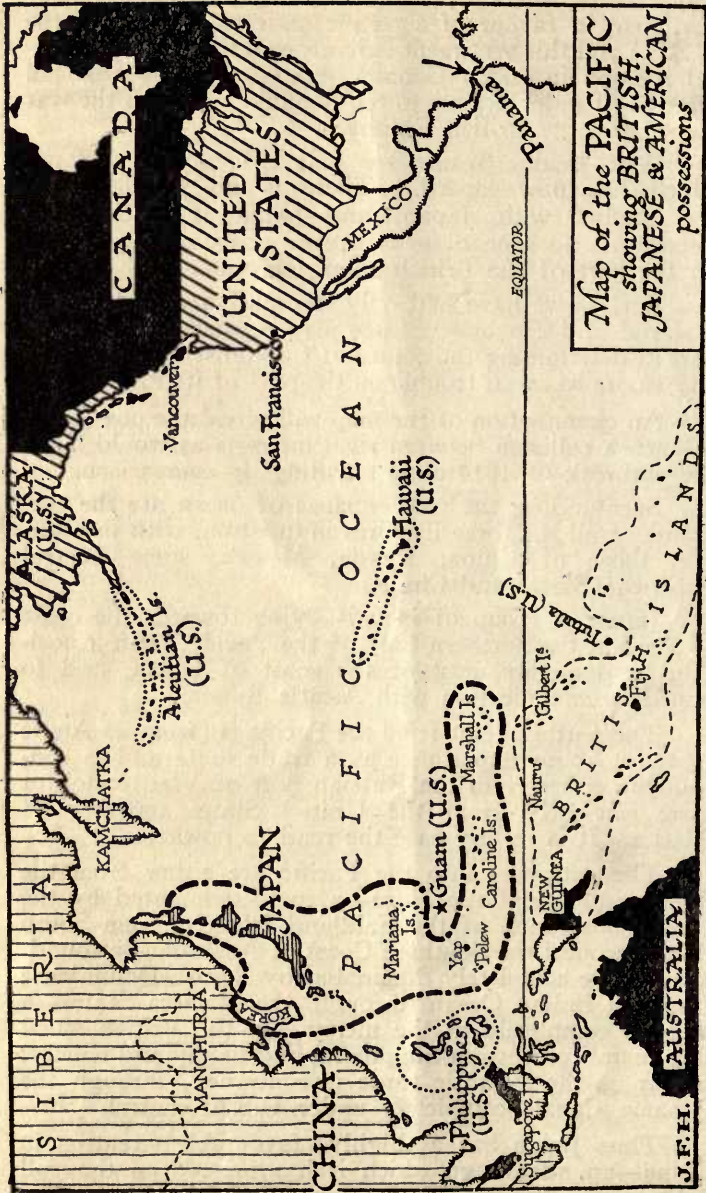 Map of the PACIFIC
showing BRITISH,
JAPANESE & AMERICAN
possessions
SIBERIA
KAMCHATKA
ALASKA
(U.S)
CANADA
Aleutian Is.
(U.S.)
Vancouver
UNITED
STATES
San Francisco
MEXICO
Panama
MANCHURIA
KOREA
JAPAN
CHINA
PACIFIC OCEAN
Hawaii
(U.S.)
Mariana
Is.
Guam (U.S.)
Yap
Pelew
Caroline Is.
Marshall Is
Philippines
(U.S.)
Singapore
EQUATOR
Nauru
Gilbert Is
NEW
GUINEA
BRITISH ISLANDS
Tutuila (U.S)
Fiji.H
AUSTRALIA
J.F.H.